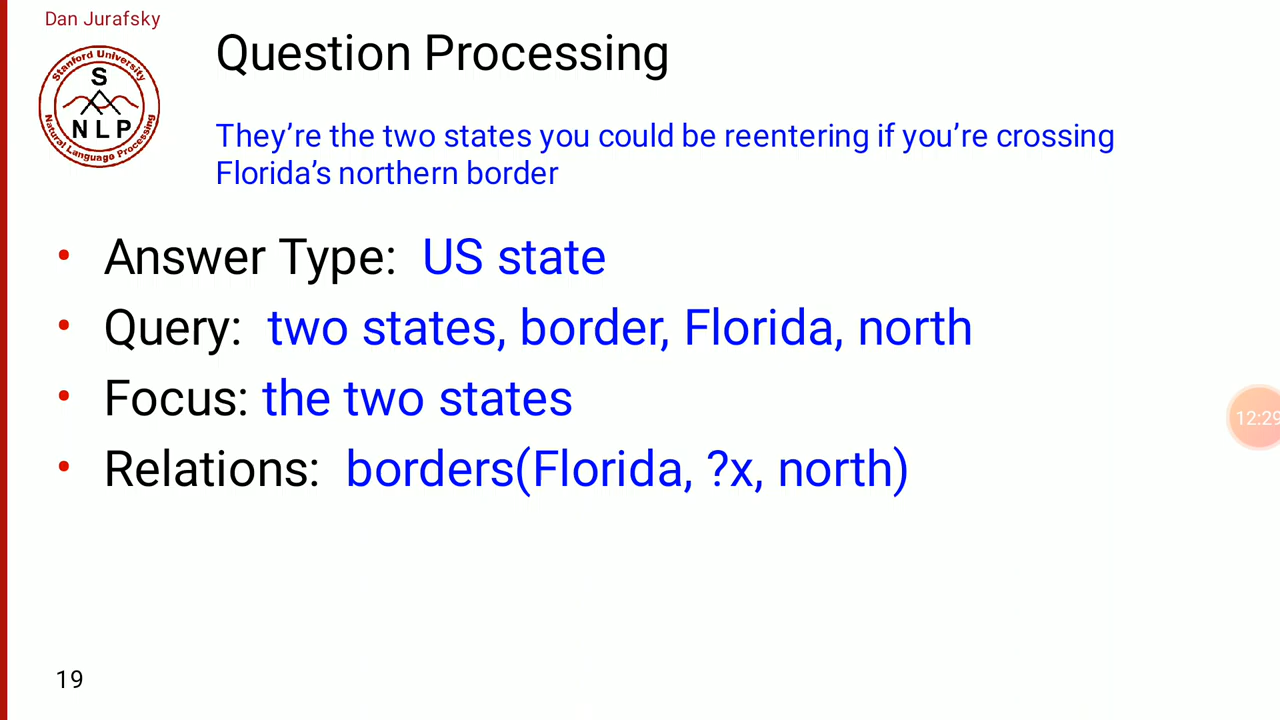 Dan Jurafsky
Stanford University
S
NLP
Natural Language Processing
Question Processing
They’re the two states you could be reentering if you’re crossing
Florida’s northern border
• Answer Type: US state
• Query: two states, border, Florida, north
• Focus: the two states
• Relations: borders(Florida, ?x, north)
12:29
19